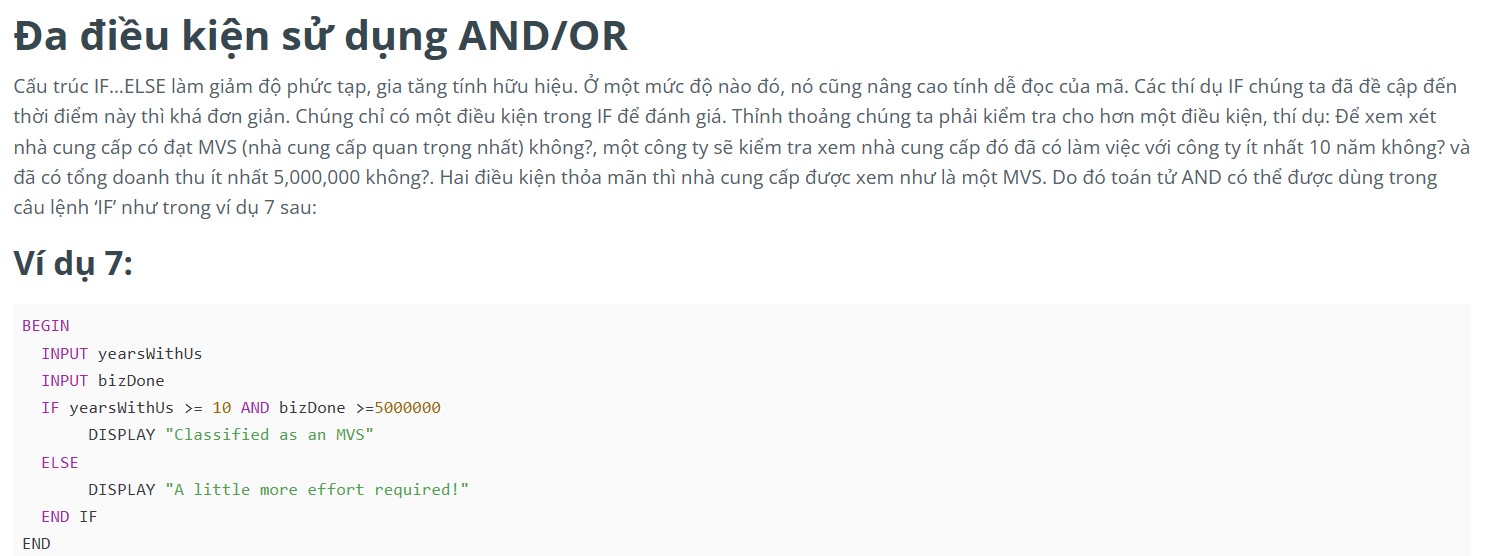 Đa điều kiện sử dụng AND/OR
Cấu trúc IF…ELSE làm giảm độ phức tạp, gia tăng tính hữu hiệu. Ở một mức độ nào đó, nó cũng nâng cao tính dễ đọc của mã. Các thí dụ IF chúng ta đã đề cập đến
thời điểm này thì khá đơn giản. Chúng chỉ có một điều kiện trong IF để đánh giá. Thỉnh thoảng chúng ta phải kiểm tra cho hơn một điều kiện, thí dụ: Để xem xét
nhà cung cấp có đạt MVS (nhà cung cấp quan trọng nhất) không?, một công ty sẽ kiểm tra xem nhà cung cấp đó đã có làm việc với công ty ít nhất 10 năm không? và
đã có tổng doanh thu ít nhất 5,000,000 không?. Hai điều kiện thỏa mãn thì nhà cung cấp được xem như là một MVS. Do đó toán tử AND có thể được dùng trong
câu lệnh ‘IF’ như trong ví dụ 7 sau:
Ví dụ 7:
BEGIN
INPUT yearsWithUs
INPUT bizDone
IF yearsWithUs >= 10 AND bizDone >=5000000
DISPLAY "Classified as an MVS"
ELSE
DISPLAY "A little more effort required!"
END IF
END